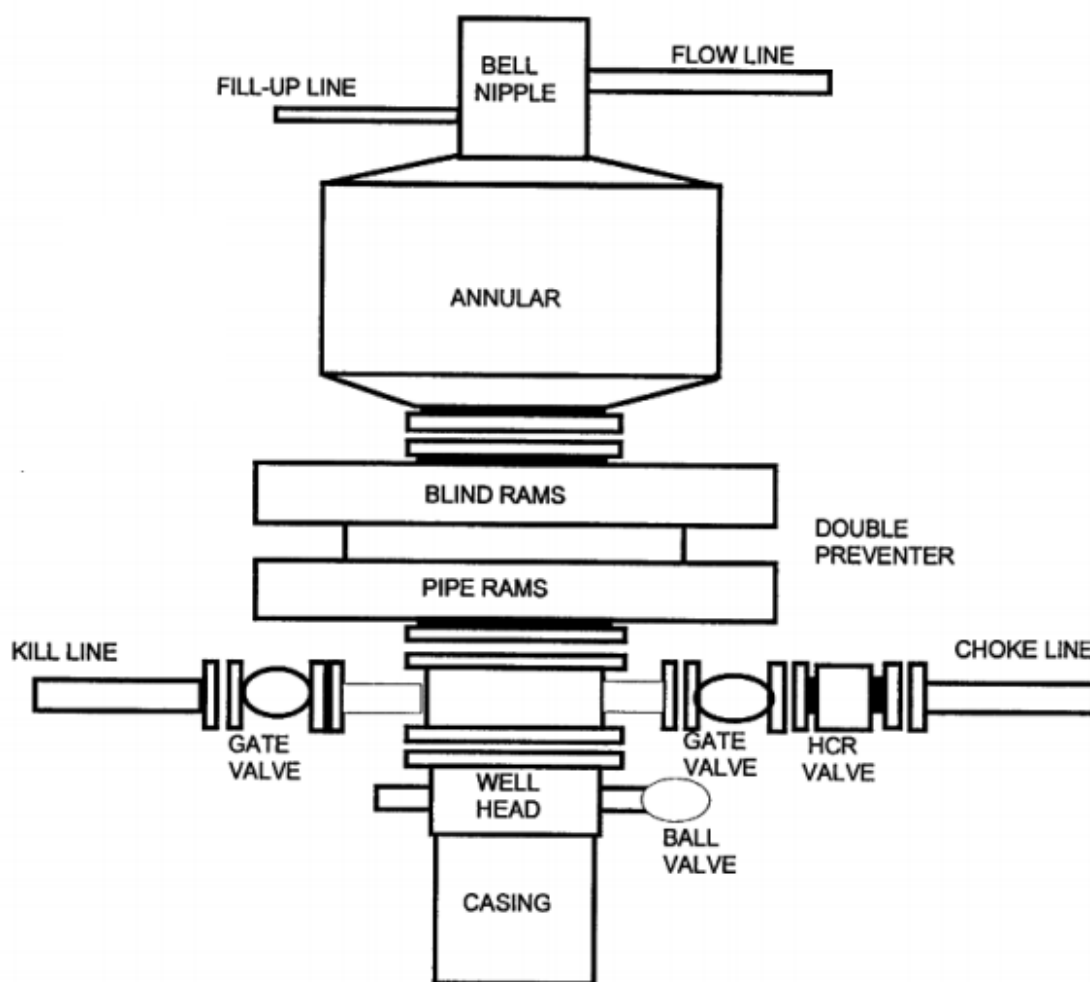 FLOW LINE
BELL
NIPPLE
FILL-UP LINE
ANNULAR
BLIND RAMS
DOUBLE
PREVENTER
PIPE RAMS
KILL LINE
CHOKE LINE
GATE
VALVE
GATE
VALVE
HCR
VALVE
WELL
HEAD
BALL
VALVE
CASING